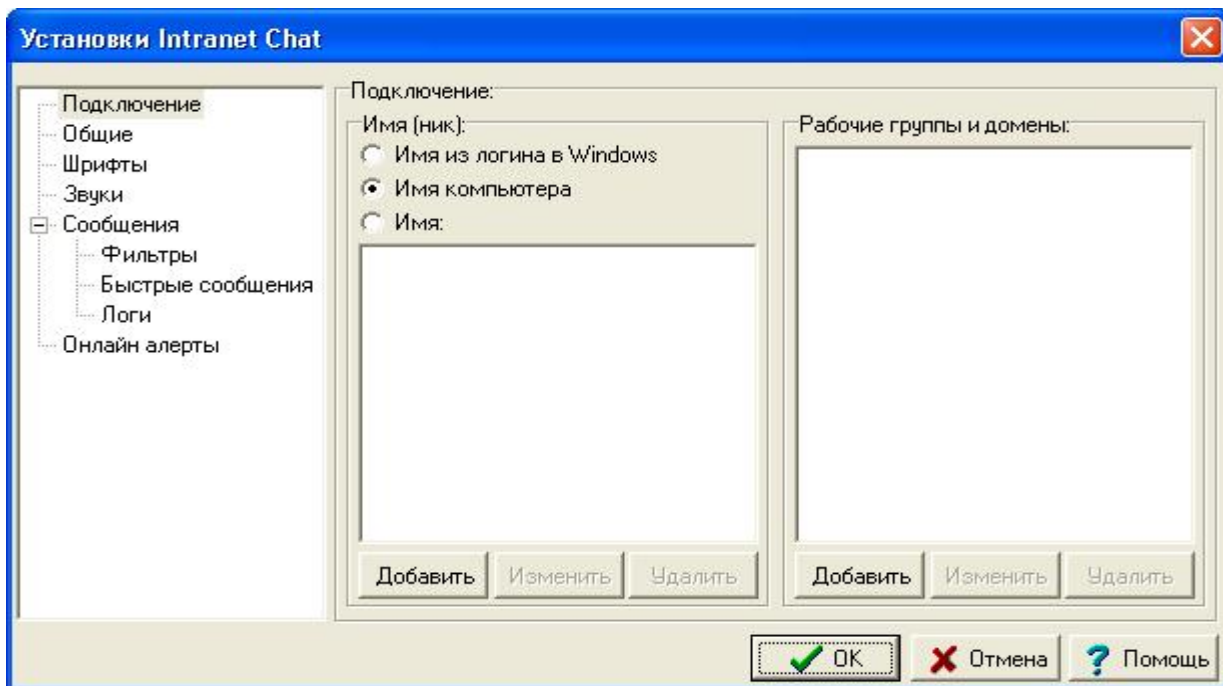 Установки Intranet Chat
Подключение
Общие
Шрифты
Звуки
Сообщения
Фильтры
Быстрые сообщения
Логи
Онлайн алерты
Подключение:
Имя (ник):
Имя из логина в Windows
Имя компьютера
Имя:
Добавить Изменить Удалить
Рабочие группы и домены:
Добавить Изменить Удалить
OK Отмена ? Помощь